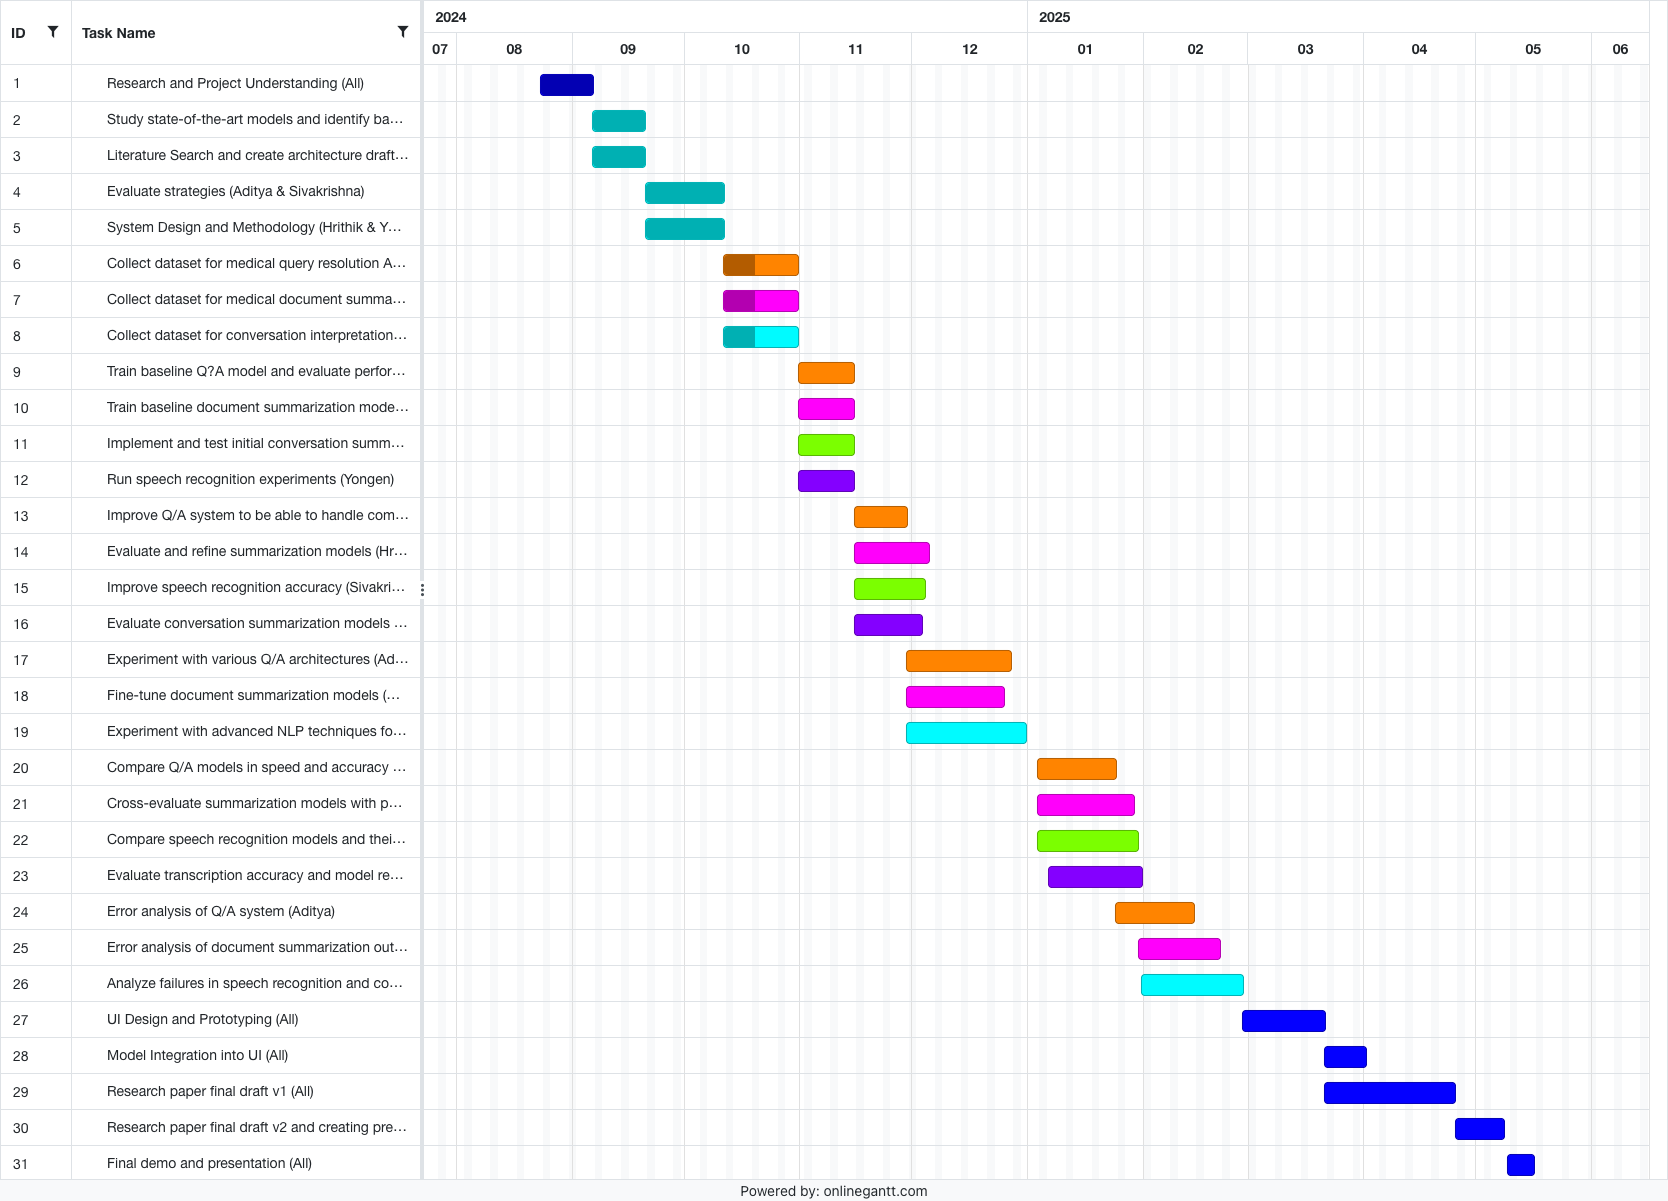 ID Task Name 2024 2025
07 08 09 10 11 12 01 02 03 04 05 06
1 Research and Project Understanding (All)
2 Study state-of-the-art models and identify ba...
3 Literature Search and create architecture draft...
4 Evaluate strategies (Aditya & Sivakrishna)
5 System Design and Methodology (Hrithik & Y...
6 Collect dataset for medical query resolution A...
7 Collect dataset for medical document summa...
8 Collect dataset for conversation interpretation...
9 Train baseline Q?A model and evaluate perfor...
10 Train baseline document summarization mode...
11 Implement and test initial conversation summ...
12 Run speech recognition experiments (Yongen)
13 Improve Q/A system to be able to handle com...
14 Evaluate and refine summarization models (Hr...
15 Improve speech recognition accuracy (Sivakri...
16 Evaluate conversation summarization models ...
17 Experiment with various Q/A architectures (Ad...
18 Fine-tune document summarization models (...
19 Experiment with advanced NLP techniques fo...
20 Compare Q/A models in speed and accuracy ...
21 Cross-evaluate summarization models with p...
22 Compare speech recognition models and thei...
23 Evaluate transcription accuracy and model re...
24 Error analysis of Q/A system (Aditya)
25 Error analysis of document summarization out...
26 Analyze failures in speech recognition and co...
27 UI Design and Prototyping (All)
28 Model Integration into UI (All)
29 Research paper final draft v1 (All)
30 Research paper final draft v2 and creating pre...
31 Final demo and presentation (All)
Powered by: onlinegantt.com